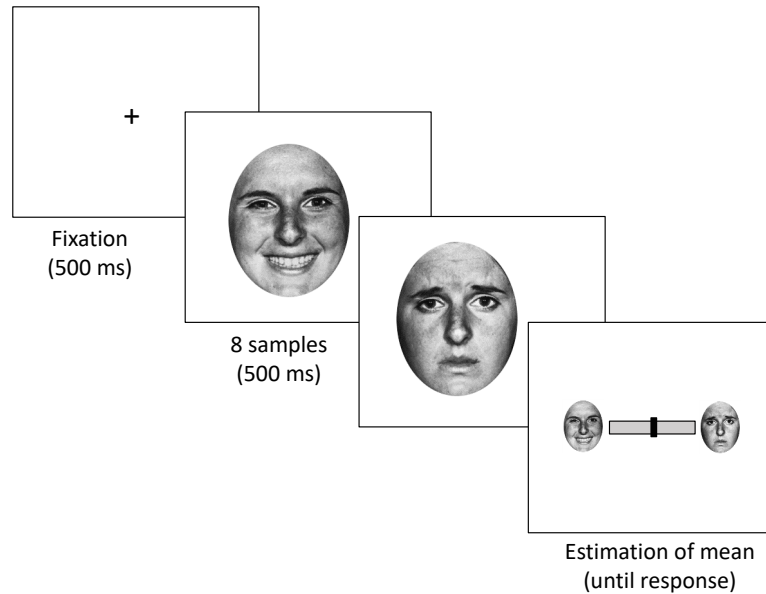 Fixation
(500 ms)
8 samples
(500 ms)
Estimation of mean
(until response)